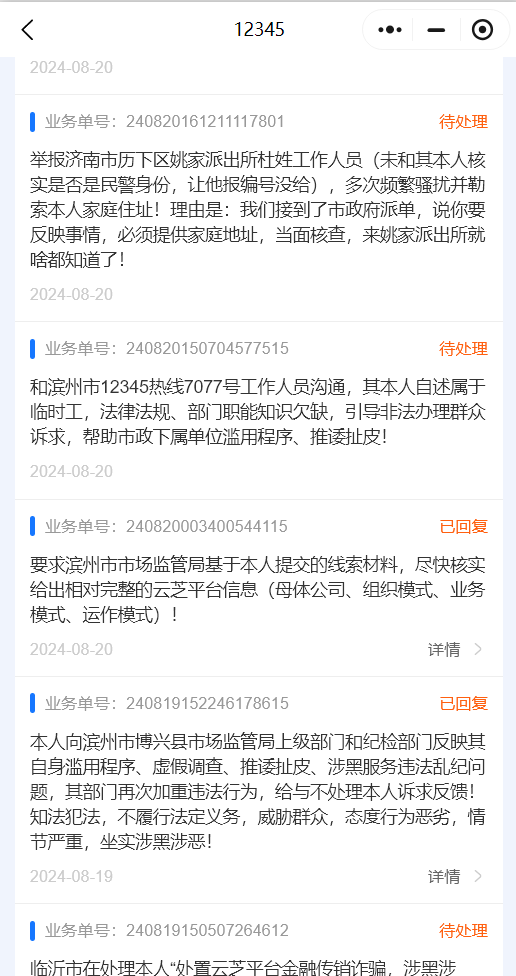 12345
2024-08-20
业务单号：240820161211117801
待处理
举报济南市历下区姚家派出所杜姓工作人员（未和其本人核
实是否是民警身份，让他报编号没给），多次频繁骚扰并勒
索本人家庭住址！理由是：我们接到了市政府派单，说你要
反映事情，必须提供家庭地址，当面核查，来姚家派出所就
啥都知道了！
2024-08-20
业务单号：240820150704577515
待处理
和滨州市12345热线7077号工作人员沟通，其本人自述属于
临时工，法律法规、部门职能知识欠缺，引导非法办理群众
诉求，帮助市政下属单位滥用程序、推诿扯皮！
2024-08-20
业务单号：240820003400544115
已回复
要求滨州市市场监管局基于本人提交的线索材料，尽快核实
给出相对完整的云芝平台信息（母体公司、组织模式、业务
模式、运作模式）！
2024-08-20
详情
业务单号：240819152246178615
已回复
本人向滨州市博兴县市场监管局上级部门和纪检部门反映其
自身滥用程序、虚假调查、推诿扯皮、涉黑服务违法乱纪问
题，其部门再次加重违法行为，给与不处理本人诉求反馈！
知法犯法，不履行法定义务，威胁群众，态度行为恶劣，情
节严重，坐实涉黑涉恶！
2024-08-19
详情
业务单号：240819150507264612
待处理
临沂市在处理本人“处置云芝平台金融传销诈骗，涉黑涉